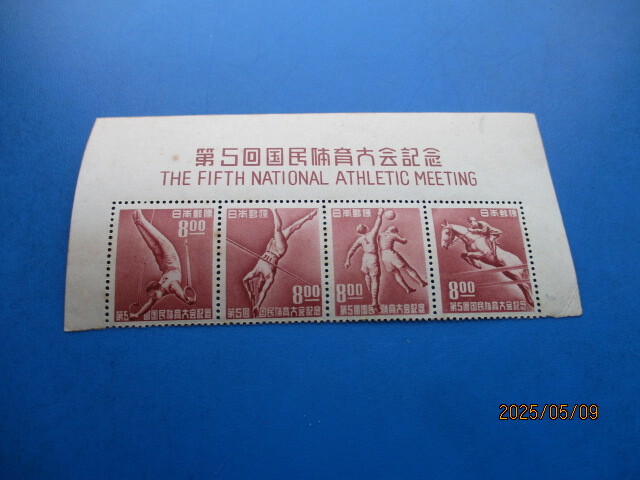 第5回国民体育大会記念
THE FIFTH NATIONAL ATHLETIC MEETING
日本郵便
8.00
第5回国民体育大会記念
日本郵便
8.00
第5回国民体育大会記念
日本郵便
8.00
第5回国民体育大会記念
日本郵便
8.00
第5回国民体育大会記念
2025/05/09